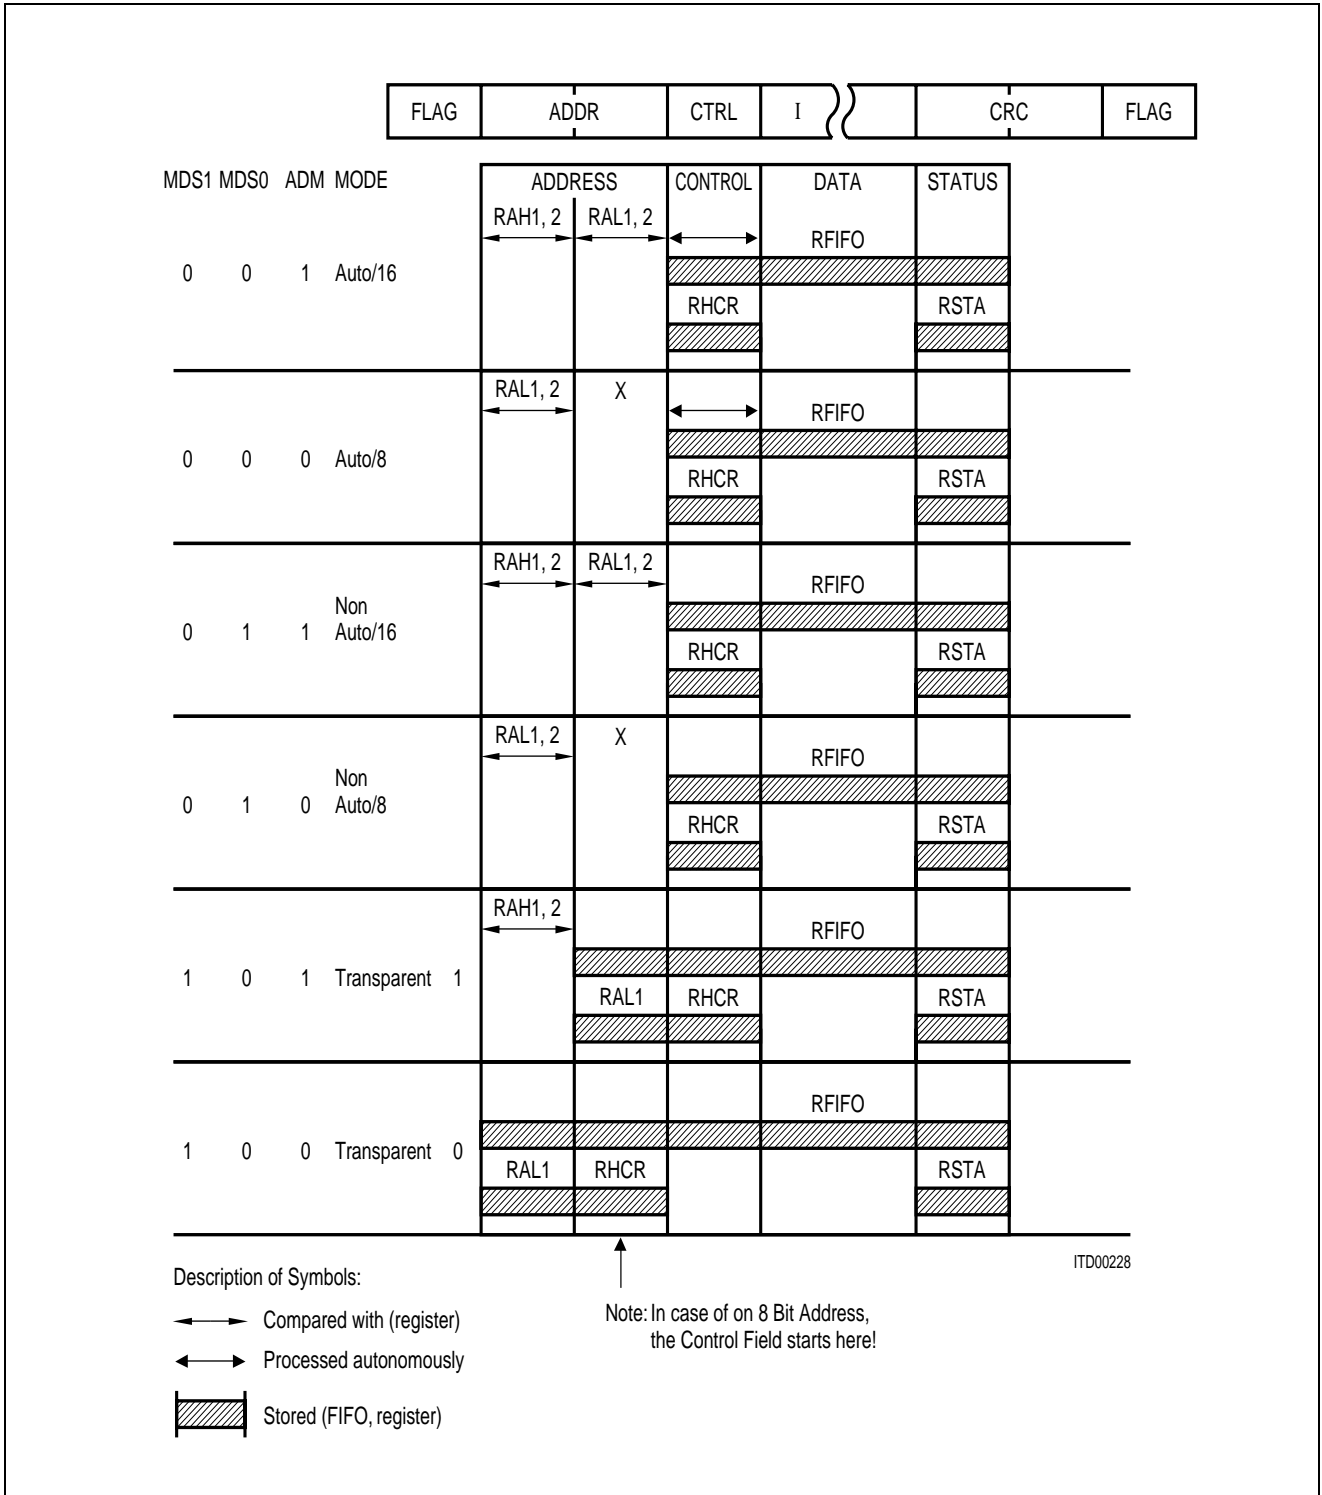 FLAG ADDR CTRL I CRC FLAG
MDS1 MDS0 ADM MODE ADDRESS CONTROL DATA STATUS
RAH1, 2 RAL1, 2
RFIFO
0 0 1 Auto/16
RHCR RSTA
RAL1, 2 X
RFIFO
0 0 0 Auto/8
RHCR RSTA
RAH1, 2 RAL1, 2
RFIFO
Non
0 1 1 Auto/16
RHCR RSTA
RAL1, 2 X
RFIFO
Non
0 1 0 Auto/8
RHCR RSTA
RAH1, 2
RFIFO
1 0 1 Transparent 1
RAL1 RHCR RSTA
RFIFO
1 0 0 Transparent 0
RAL1 RHCR RSTA
ITD00228
Description of Symbols:
Compared with (register)
Processed autonomously
Stored (FIFO, register)
Note: In case of on 8 Bit Address,
the Control Field starts here!